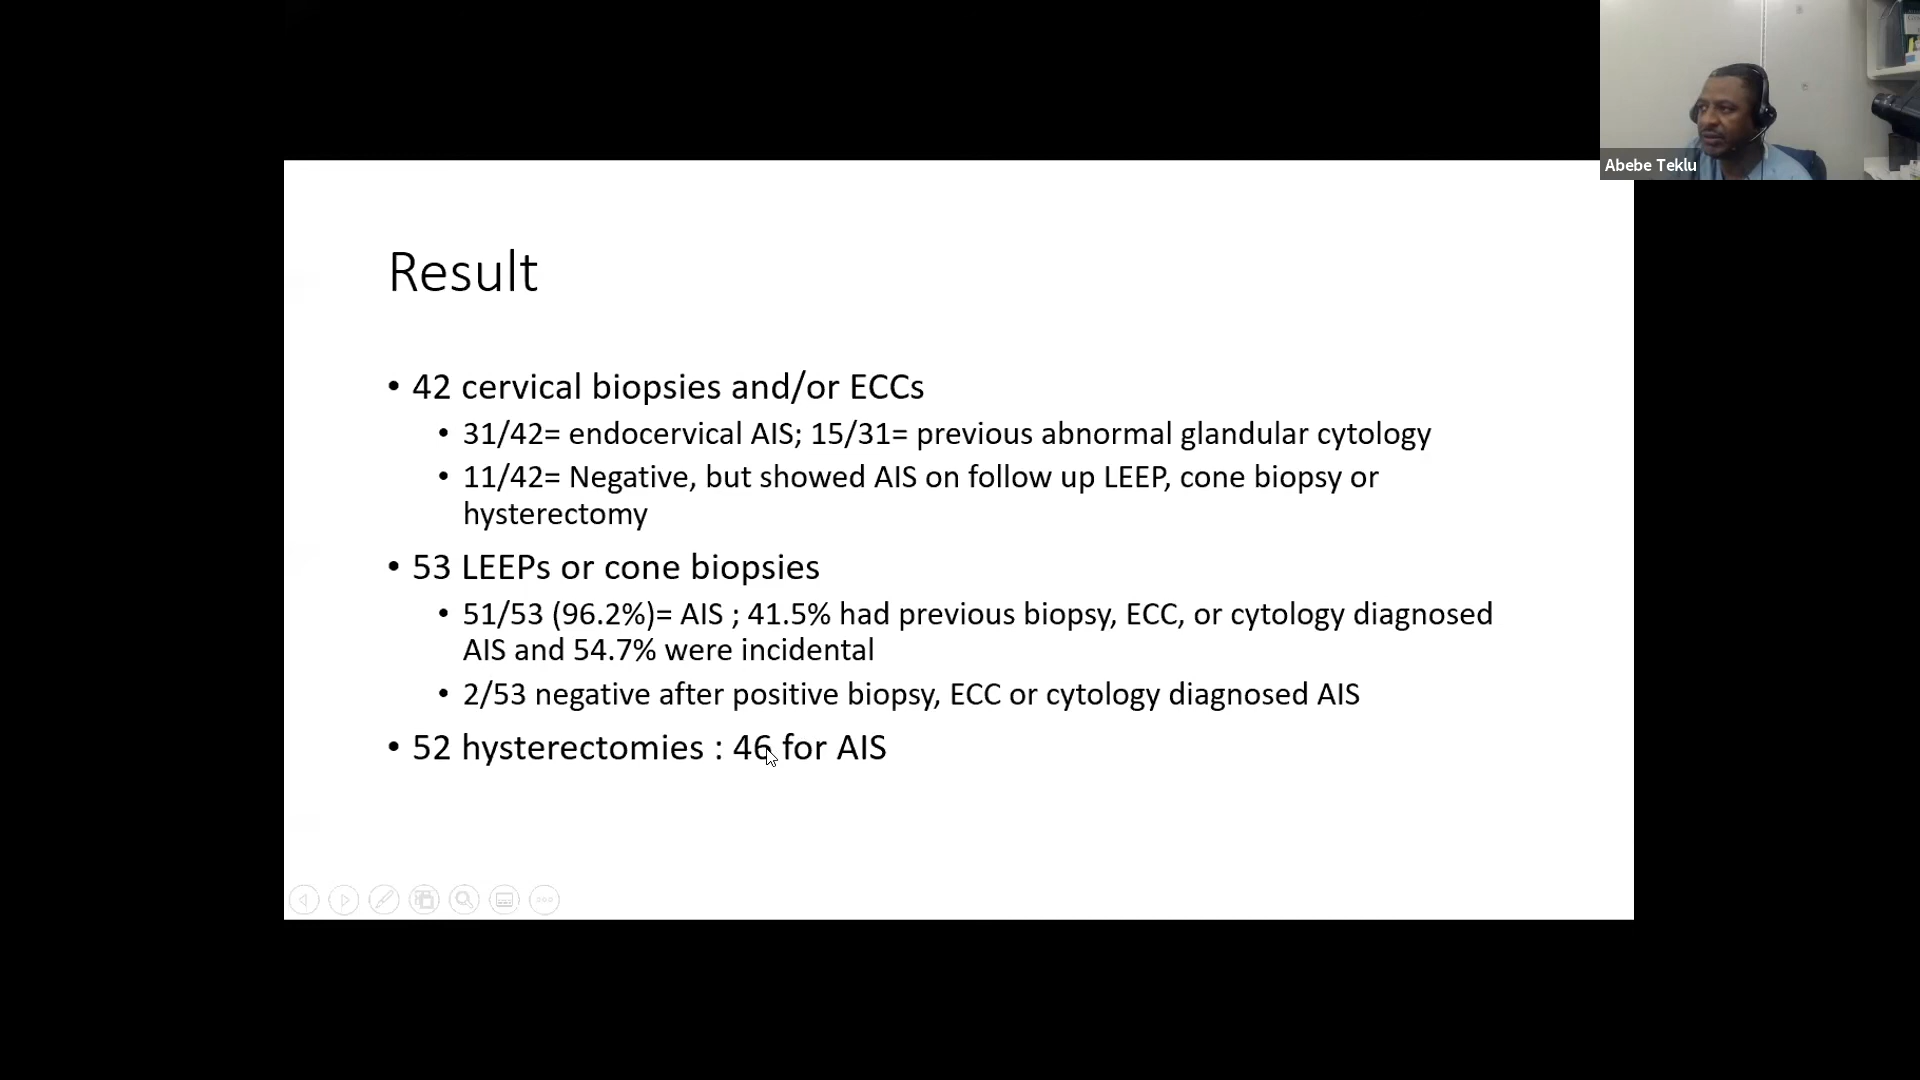 Abebe Teklu
Result
• 42 cervical biopsies and/or ECCs
• 31/42= endocervical AIS; 15/31= previous abnormal glandular cytology
• 11/42= Negative, but showed AIS on follow up LEEP, cone biopsy or
hysterectomy
• 53 LEEPs or cone biopsies
• 51/53 (96.2%)= AIS ; 41.5% had previous biopsy, ECC, or cytology diagnosed
AIS and 54.7% were incidental
• 2/53 negative after positive biopsy, ECC or cytology diagnosed AIS
• 52 hysterectomies : 46 for AIS